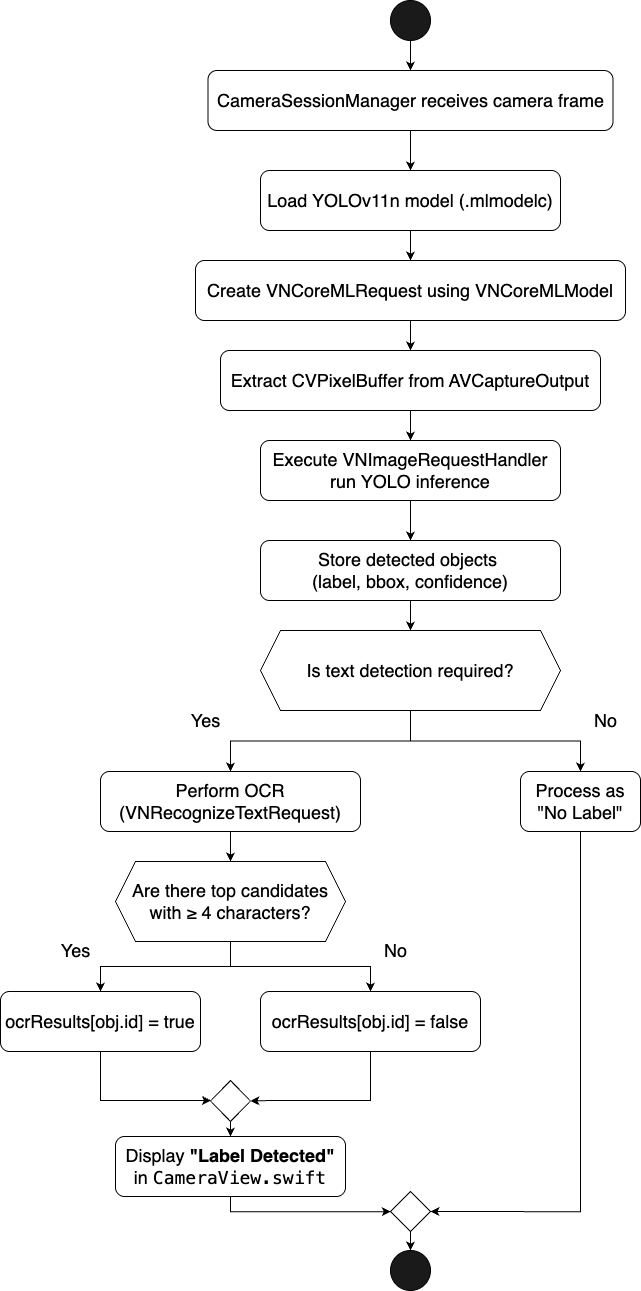 CameraSessionManager receives camera frame
Load YOLOv11n model (.mlmodelc)
Create VNCoreMLRequest using VNCoreMLModel
Extract CVPixelBuffer from AVCaptureOutput
Execute VNImageRequestHandler
run YOLO inference
Store detected objects
(label, bbox, confidence)
Is text detection required?
Yes
No
Perform OCR
(VNRecognizeTextRequest)
Process as
"No Label"
Are there top candidates
with ≥ 4 characters?
Yes
No
ocrResults[obj.id] = true
ocrResults[obj.id] = false
Display "Label Detected"
in CameraView.swift